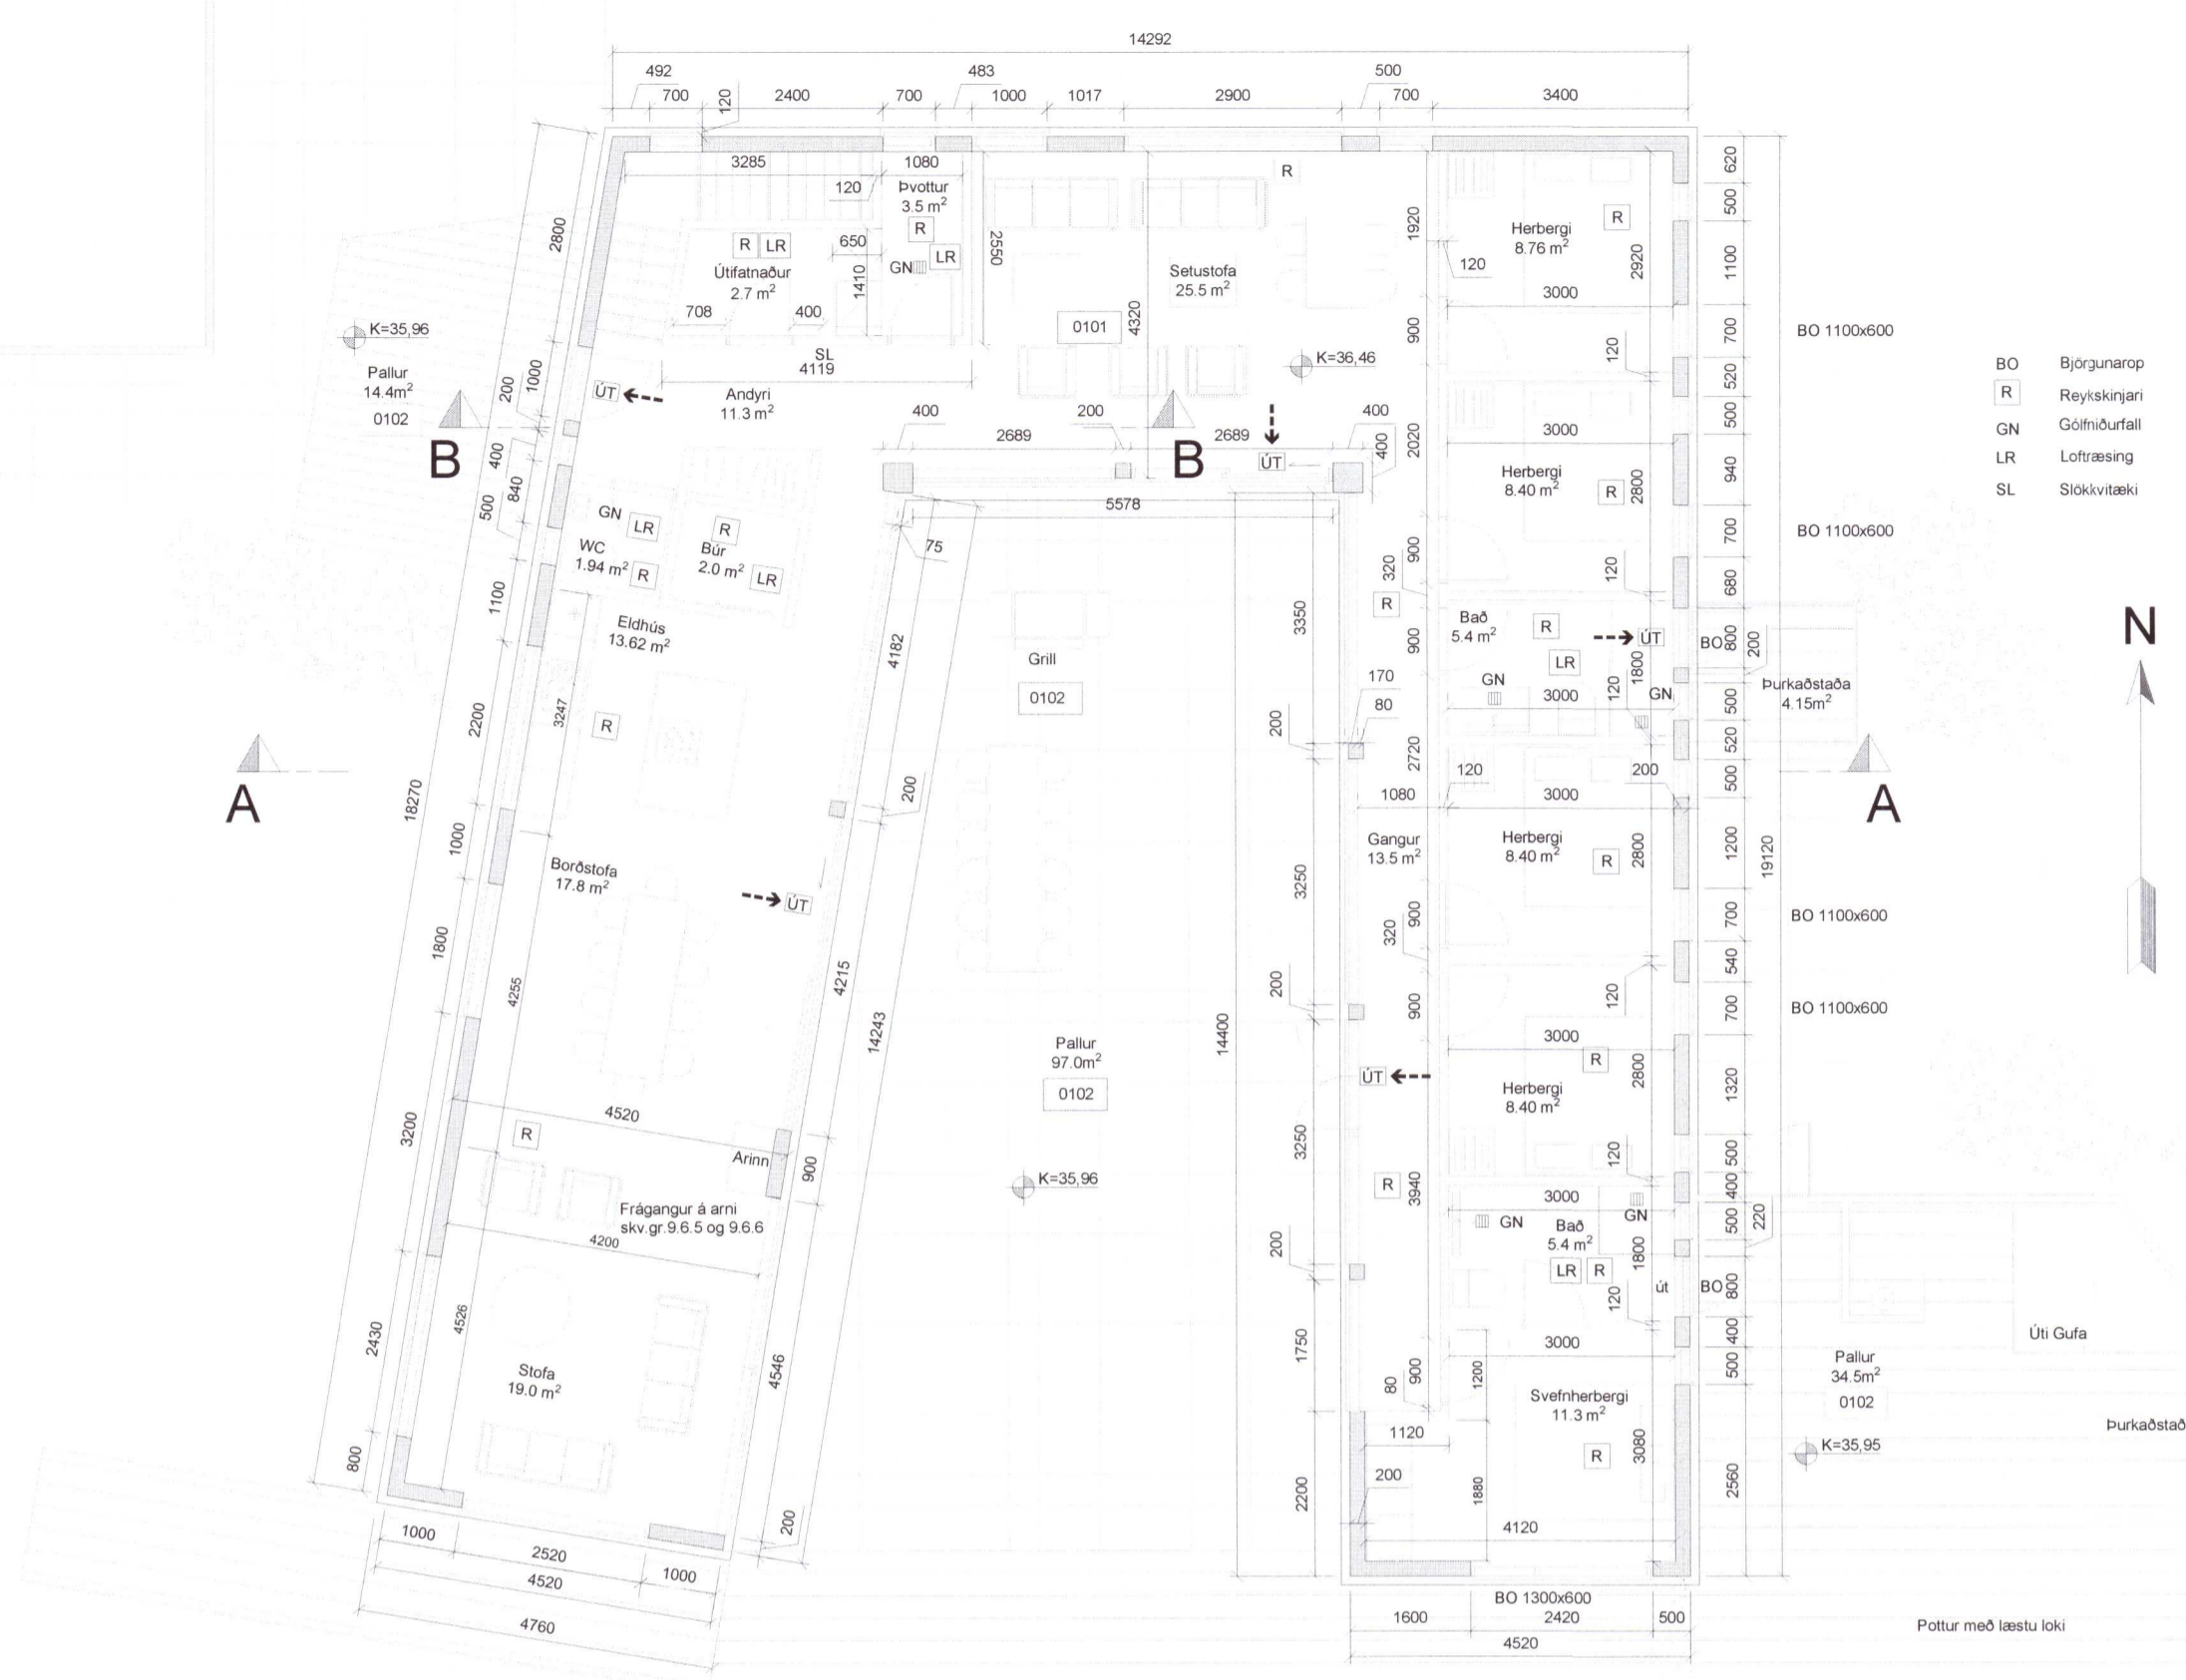 14292
492
483
500
700
120
2400
700
1000
1017
2900
700
3400
3285
1080
120
Þvottur
3.5 m²
R
LR
GN
650
1410
R LR
Útifatnaður
2.7 m²
708
400
SL
4119
2550
Andyri
11.3 m²
Setustofa
25.5 m²
R
4320
0101
K=36,46
K=35,96
Pallur
14.4m²
0102
B
B
ÚT
400
2689
200
2689
400
400
ÚT
5578
75
2800
1000
200
400
840
500
1100
2200
1000
1800
3200
2430
800
18270
GN
LR
WC
1.94 m²
R
R
Búr
2.0 m²
LR
Eldhús
13.62 m²
R
3247
4182
200
4215
14243
900
4546
200
Borðstofa
17.8 m²
ÚT
4255
4520
R
Arinn
Frágangur á arni
skv.gr.9.6.5 og 9.6.6
4200
4526
Stofa
19.0 m²
1000
2520
1000
4520
4760
A
A
Grill
0102
Pallur
97.0m²
0102
K=35,96
14400
3350
200
3250
200
3250
200
1750
2200
1920
900
2020
900
320
R
900
170
80
2720
1080
Gangur
13.5 m²
900
320
900
ÚT
R
3940
900
80
1120
200
Herbergi
8.76 m²
R
2920
120
3000
120
3000
Herbergi
8.40 m²
R
2800
120
Bað
5.4 m²
R
LR
ÚT
1800
GN
GN
3000
120
120
200
3000
Herbergi
8.40 m²
R
2800
120
3000
R
Herbergi
8.40 m²
2800
120
3000
GN
GN
Bað
5.4 m²
LR R
1800
út
120
3000
1200
Svefnherbergi
11.3 m²
R
3080
1880
4120
BO 1300x600
1600
2420
500
4520
620
500
1100
700
520
500
940
700
680
BO
800
200
500
520
500
1200
700
540
700
1320
500
400
500
220
BO
800
400
500
2560
19120
BO 1100x600
BO 1100x600
BO 1100x600
BO 1100x600
Þurkaðstaða
4.15m²
BO Björgunarop
R Reykskinjari
GN Gólfniðurfall
LR Loftræsing
SL Slökkvitæki
N
Úti Gufa
Pallur
34.5m²
0102
K=35,95
Þurkaðstað
Pottur með læstu loki